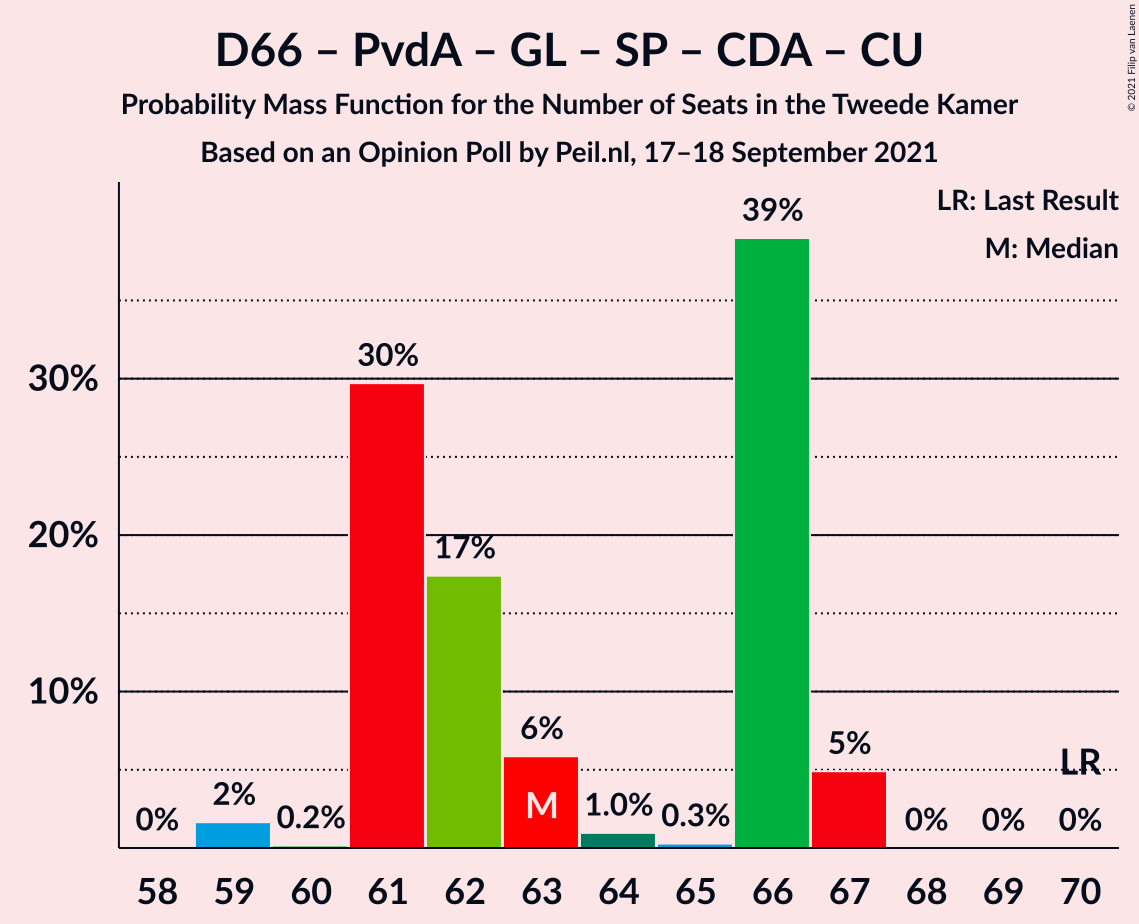 D66 – PvdA – GL – SP – CDA – CU
Probability Mass Function for the Number of Seats in the Tweede Kamer
Based on an Opinion Poll by Peil.nl, 17–18 September 2021
© 2021 Filip van Laenen
LR: Last Result
M: Median
30%
20%
10%
0%
2%
0.2%
30%
17%
6%
M
1.0%
0.3%
39%
5%
0%
0%
LR
0%
58 59 60 61 62 63 64 65 66 67 68 69 70